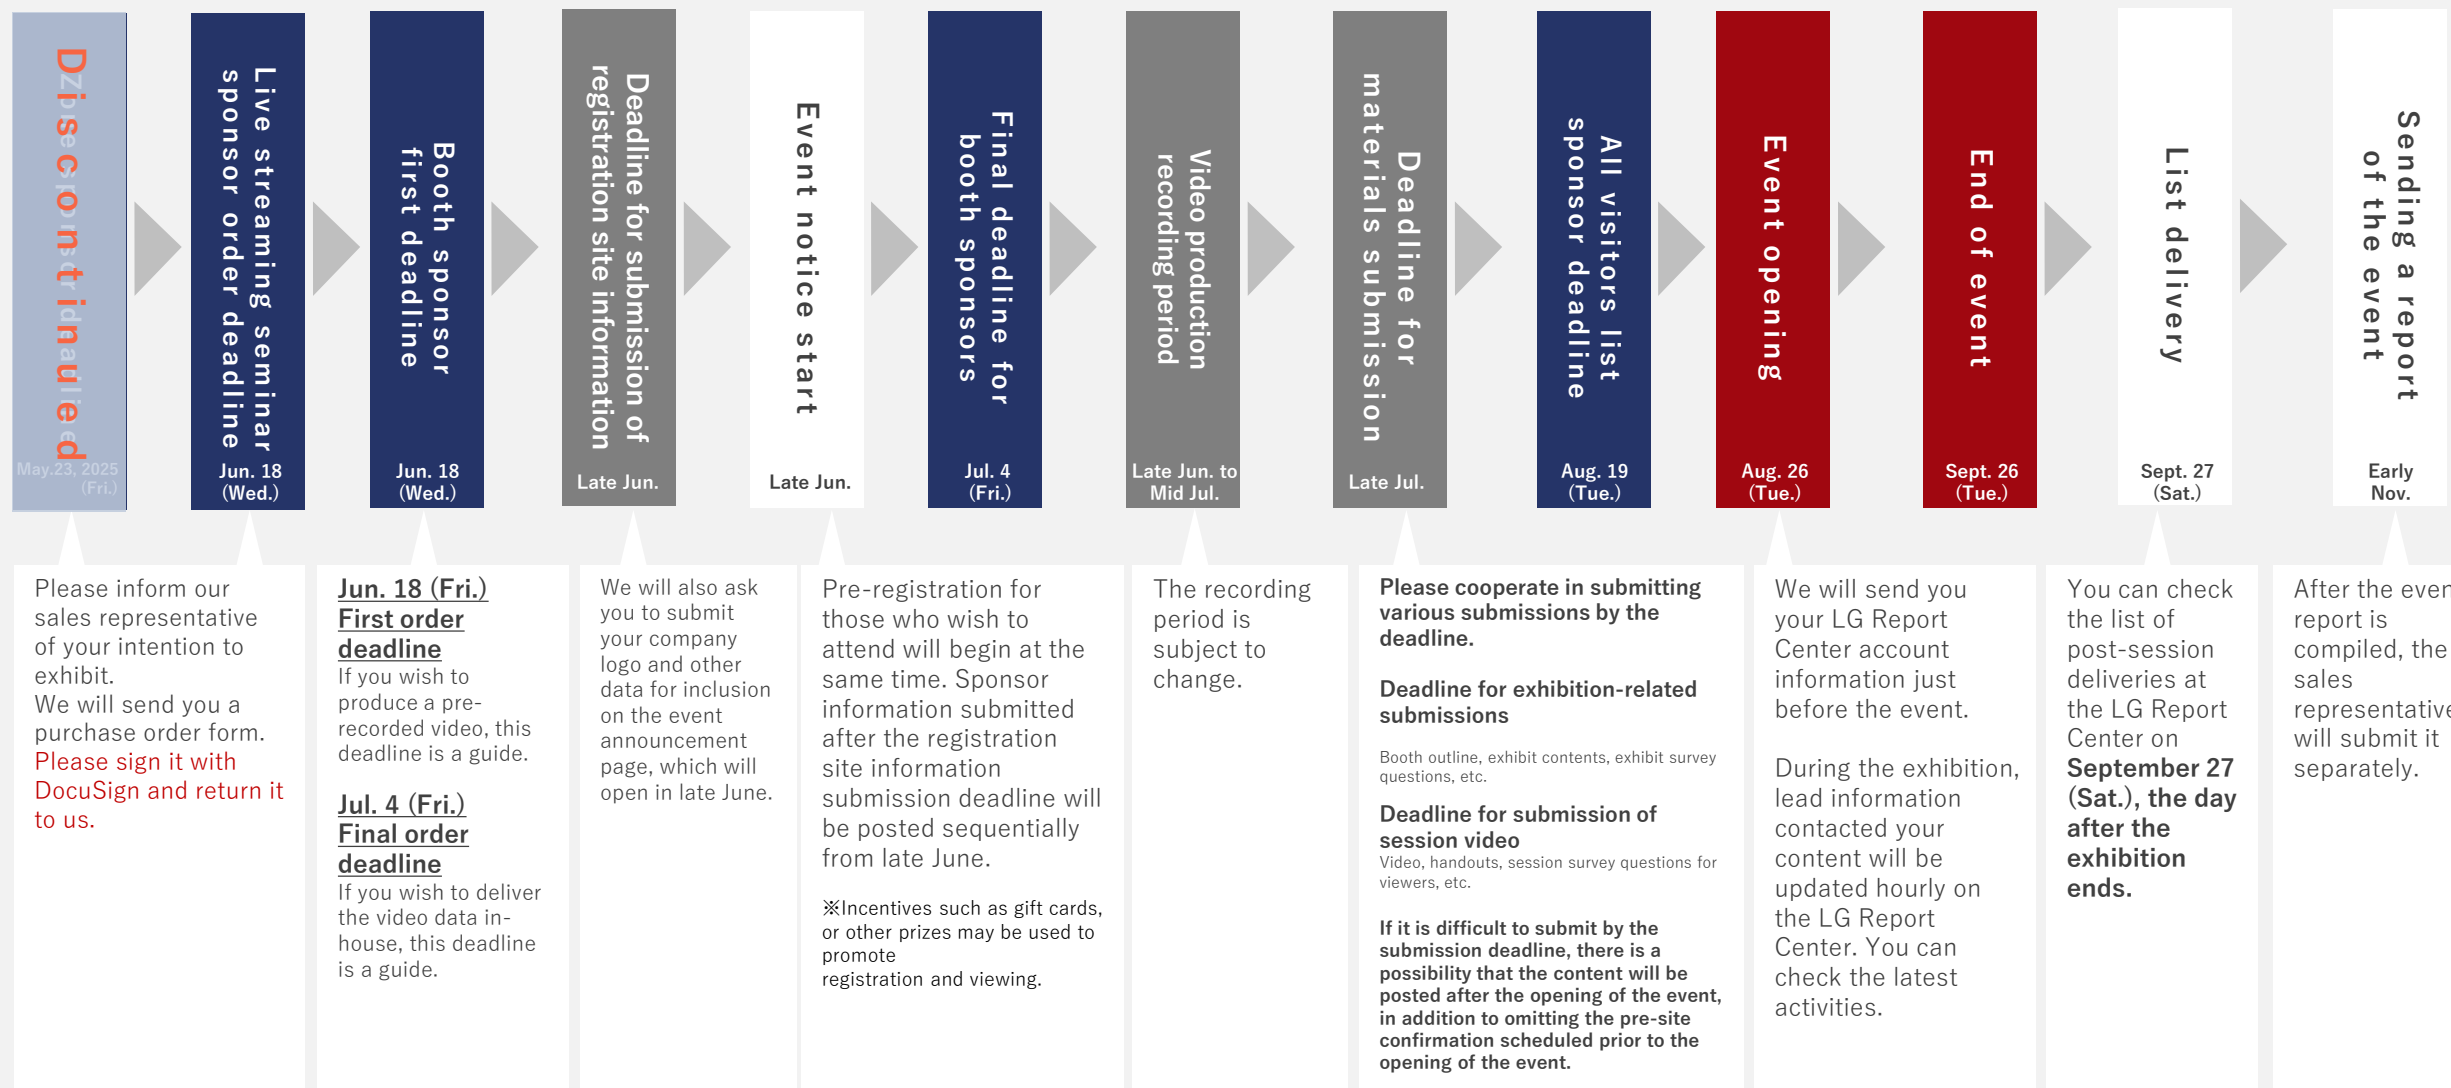 Discontinued
May.23, 2025
(Fri.)
Live streaming seminar
sponsor order deadline
Jun. 18
(Wed.)
Booth sponsor
first deadline
Jun. 18
(Wed.)
Deadline for submission of
registration site information
Late Jun.
Event notice start
Late Jun.
Final deadline for
booth sponsors
Jul. 4
(Fri.)
Video production
recording period
Late Jun. to
Mid Jul.
Deadline for
materials submission
Late Jul.
All visitors list
sponsor deadline
Aug. 19
(Tue.)
Event opening
Aug. 26
(Tue.)
End of event
Sept. 26
(Tue.)
List delivery
Sept. 27
(Sat.)
Sending a report
of the event
Early
Nov.
Please inform our
sales representative
of your intention to
exhibit.
We will send you a
purchase order form.
Please sign it with
DocuSign and return it
to us.
Jun. 18 (Fri.)
First order
deadline
If you wish to
produce a pre-
recorded video, this
deadline is a guide.
Jul. 4 (Fri.)
Final order
deadline
If you wish to deliver
the video data in-
house, this deadline
is a guide.
We will also ask
you to submit
your company
logo and other
data for inclusion
on the event
announcement
page, which will
open in late June.
Pre-registration for
those who wish to
attend will begin at the
same time. Sponsor
information submitted
after the registration
site information
submission deadline will
be posted sequentially
from late June.
※Incentives such as gift cards,
or other prizes may be used to
promote
registration and viewing.
The recording
period is
subject to
change.
Please cooperate in submitting
various submissions by the
deadline.
Deadline for exhibition-related
submissions
Booth outline, exhibit contents, exhibit survey
questions, etc.
Deadline for submission of
session video
Video, handouts, session survey questions for
viewers, etc.
If it is difficult to submit by the
submission deadline, there is a
possibility that the content will be
posted after the opening of the event,
in addition to omitting the pre-site
confirmation scheduled prior to the
opening of the event.
We will send you
your LG Report
Center account
information just
before the event.
During the exhibition,
lead information
contacted your
content will be
updated hourly on
the LG Report
Center. You can
check the latest
activities.
You can check
the list of
post-session
deliveries at
the LG Report
Center on
September 27
(Sat.), the day
after the
exhibition
ends.
After the even
report is
compiled, the
sales
representative
will submit it
separately.